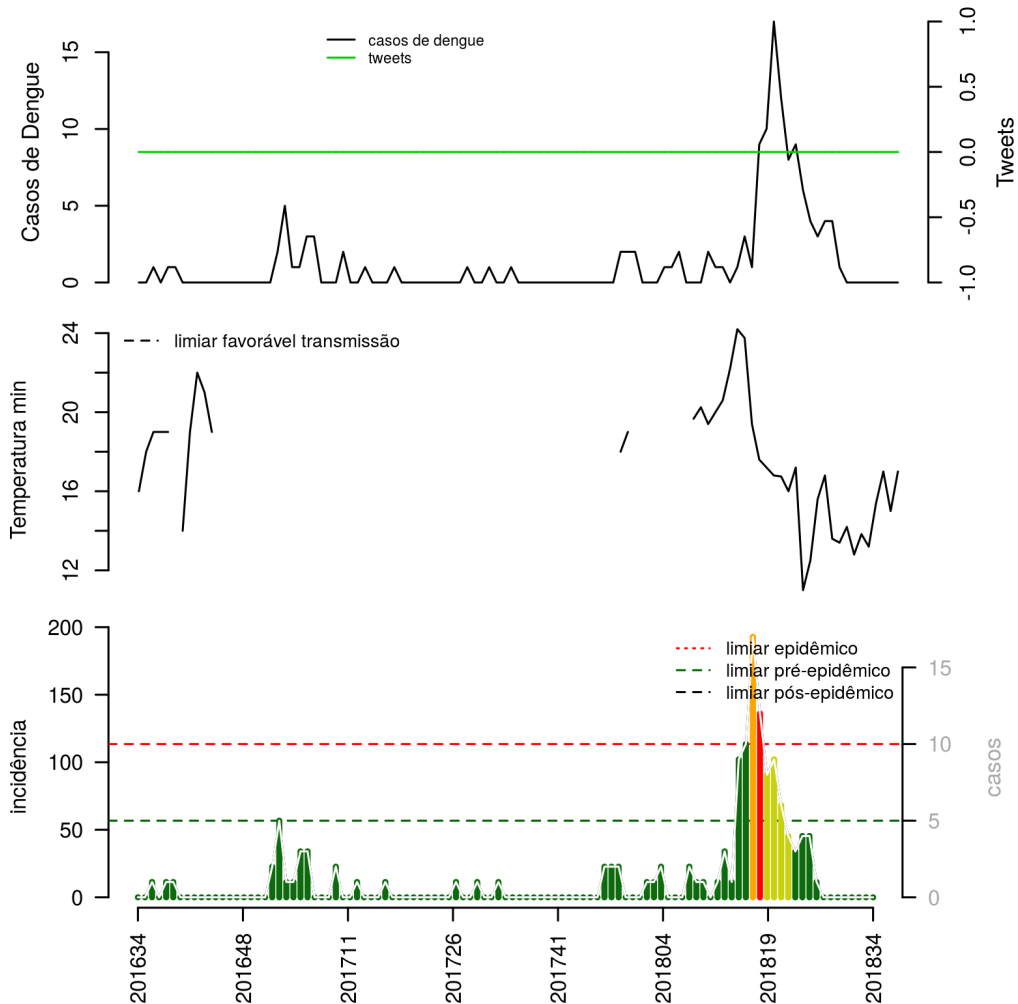 casos de dengue
tweets
Casos de Dengue
0
5
10
15
Tweets
-1.0
-0.5
0.0
0.5
1.0
limiar favorável transmissão
Temperatura min
12
16
20
24
limiar epidêmico
limiar pré-epidêmico
limiar pós-epidêmico
incidência
0
50
100
150
200
casos
0
5
10
15
201634
201648
201711
201726
201741
201804
201819
201834